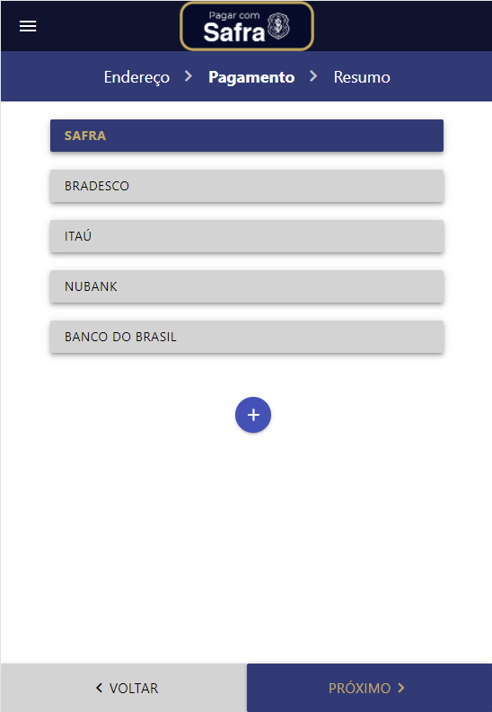 Pagar com
Safra
Endereço > Pagamento > Resumo
SAFRA
BRADESCO
ITAÚ
NUBANK
BANCO DO BRASIL
+
< VOLTAR
PRÓXIMO >